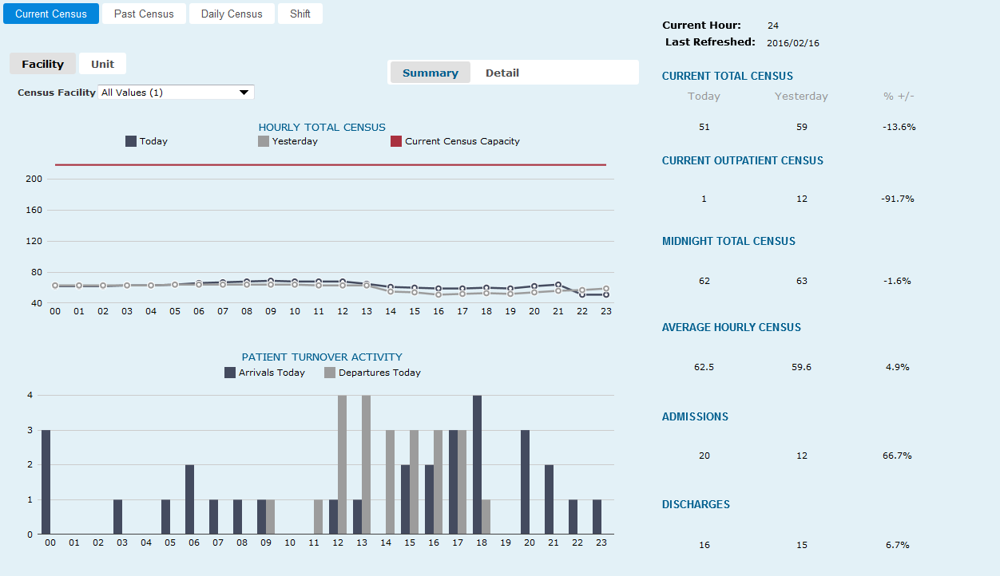 Current Census Past Census Daily Census Shift
Current Hour: 24
Last Refreshed: 2016/02/16
Facility Unit
Summary Detail
Census Facility All Values (1)
CURRENT TOTAL CENSUS
Today Yesterday % +/-
51 59 -13.6%
CURRENT OUTPATIENT CENSUS
1 12 -91.7%
MIDNIGHT TOTAL CENSUS
62 63 -1.6%
AVERAGE HOURLY CENSUS
62.5 59.6 4.9%
ADMISSIONS
20 12 66.7%
DISCHARGES
16 15 6.7%
HOURLY TOTAL CENSUS
Today Yesterday Current Census Capacity
200
160
120
80
40
00 01 02 03 04 05 06 07 08 09 10 11 12 13 14 15 16 17 18 19 20 21 22 23
PATIENT TURNOVER ACTIVITY
Arrivals Today Departures Today
4
3
2
1
0
00 01 02 03 04 05 06 07 08 09 10 11 12 13 14 15 16 17 18 19 20 21 22 23